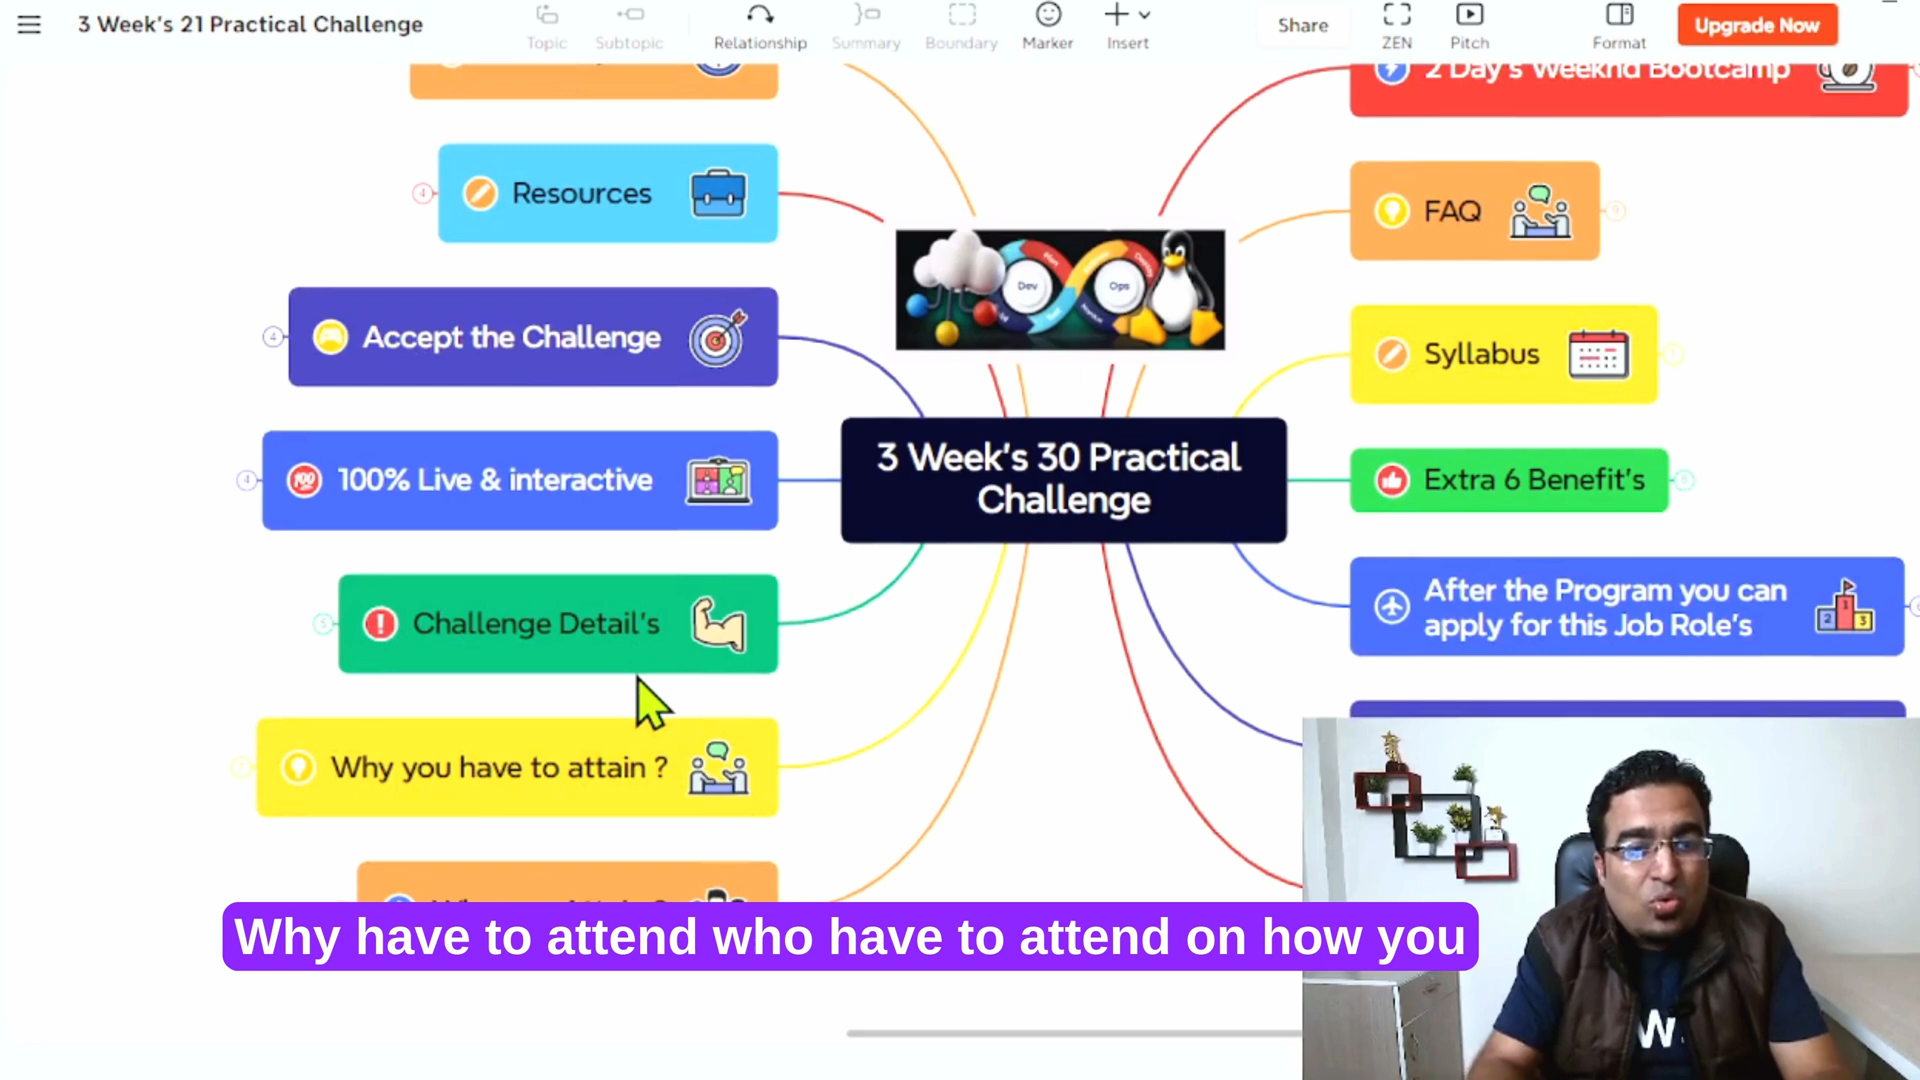 3 Week's 21 Practical Challenge
Topic
Subtopic
Relationship
Summary
Boundary
Marker
Insert
Share
ZEN
Pitch
Format
Upgrade Now
2 Day's Weeknd Bootcamp
Resources
FAQ
Dev
Ops
Accept the Challenge
Syllabus
100% Live & interactive
3 Week's 30 Practical
Challenge
Extra 6 Benefit's
Challenge Detail's
After the Program you can
apply for this Job Role's
Why you have to attain ?
Why have to attend who have to attend on how you